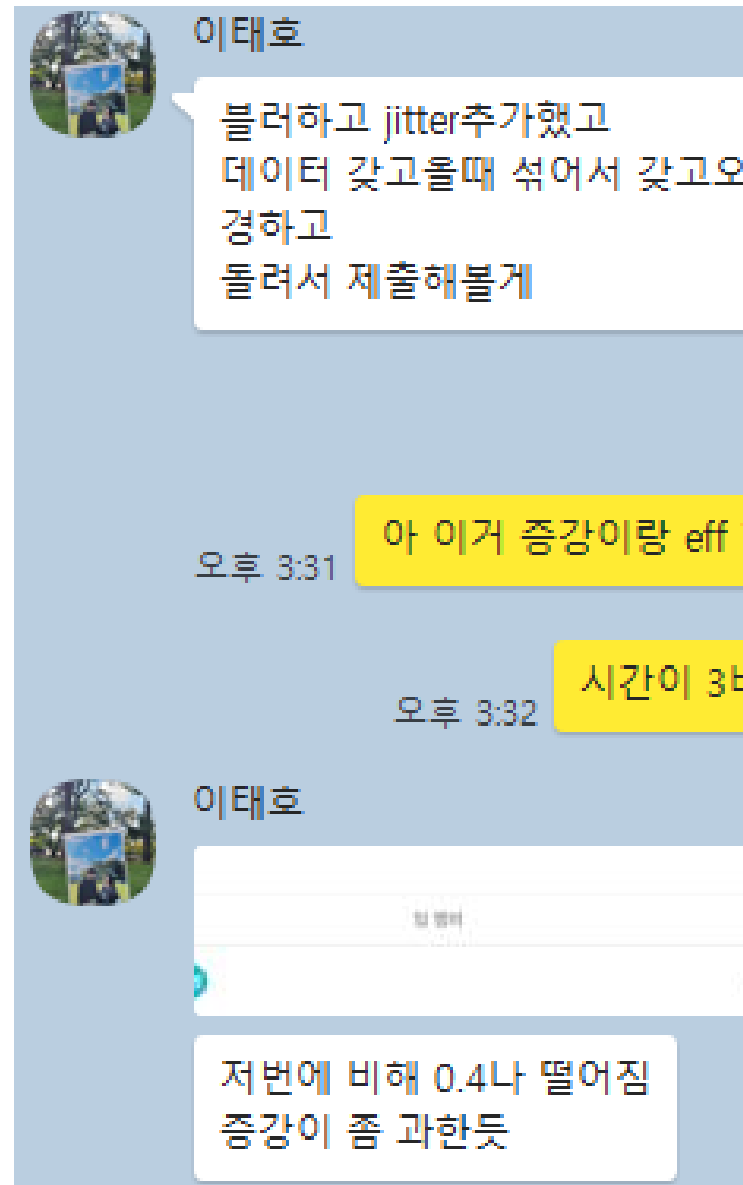 이태호
블러하고 jitter추가했고
데이터 갖고올때 섞어서 갖고오
경하고
돌려서 제출해볼게
아 이거 증강이랑 eff
오후 3:31
시간이 3
오후 3:32
이태호
저번에 비해 0.4나 떨어짐
증강이 좀 과한듯